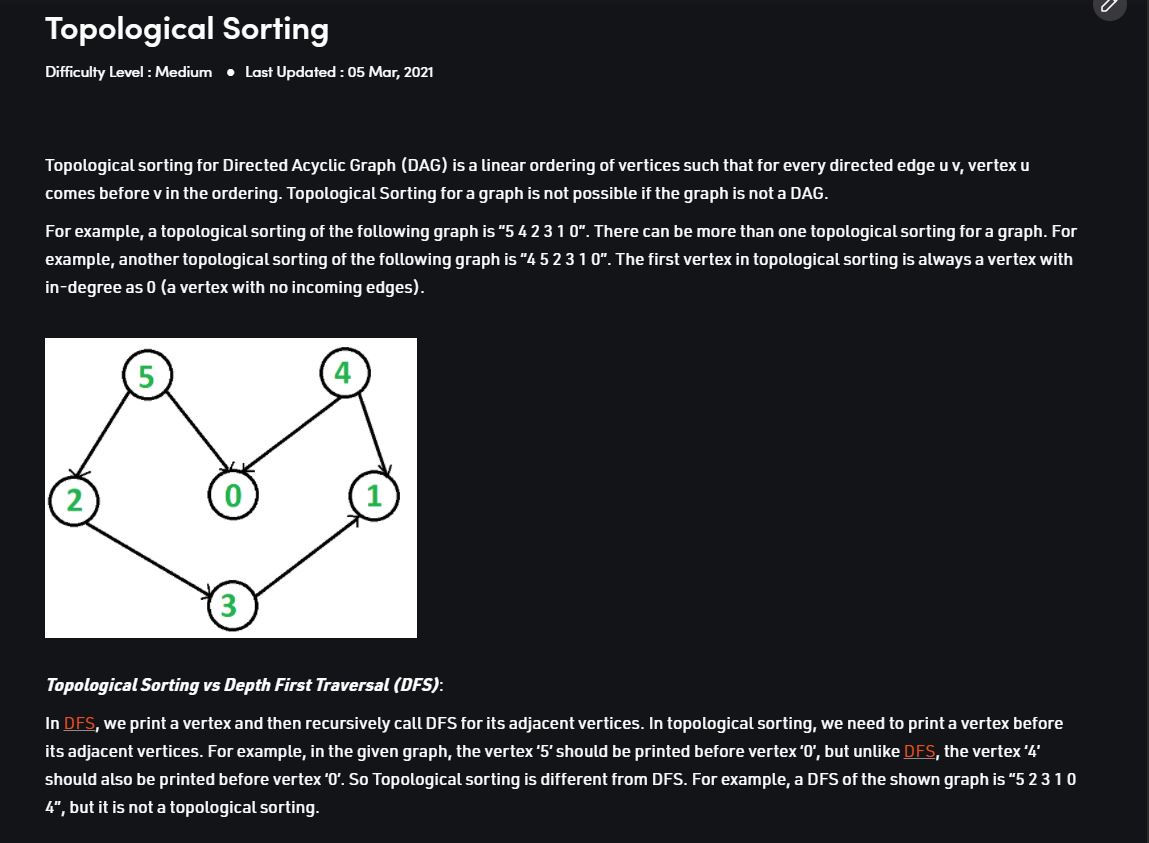 Topological Sorting
Difficulty Level : Medium ● Last Updated : 05 Mar, 2021
Topological sorting for Directed Acyclic Graph (DAG) is a linear ordering of vertices such that for every directed edge u v, vertex u
comes before v in the ordering. Topological Sorting for a graph is not possible if the graph is not a DAG.
For example, a topological sorting of the following graph is “5 4 2 3 1 0”. There can be more than one topological sorting for a graph. For
example, another topological sorting of the following graph is “4 5 2 3 1 0”. The first vertex in topological sorting is always a vertex with
in-degree as 0 (a vertex with no incoming edges).
5 4
2 0 1
3
Topological Sorting vs Depth First Traversal (DFS):
In DFS, we print a vertex and then recursively call DFS for its adjacent vertices. In topological sorting, we need to print a vertex before
its adjacent vertices. For example, in the given graph, the vertex ‘5’ should be printed before vertex ‘0’, but unlike DFS, the vertex ‘4’
should also be printed before vertex ‘0’. So Topological sorting is different from DFS. For example, a DFS of the shown graph is “5 2 3 1 0
4”, but it is not a topological sorting.